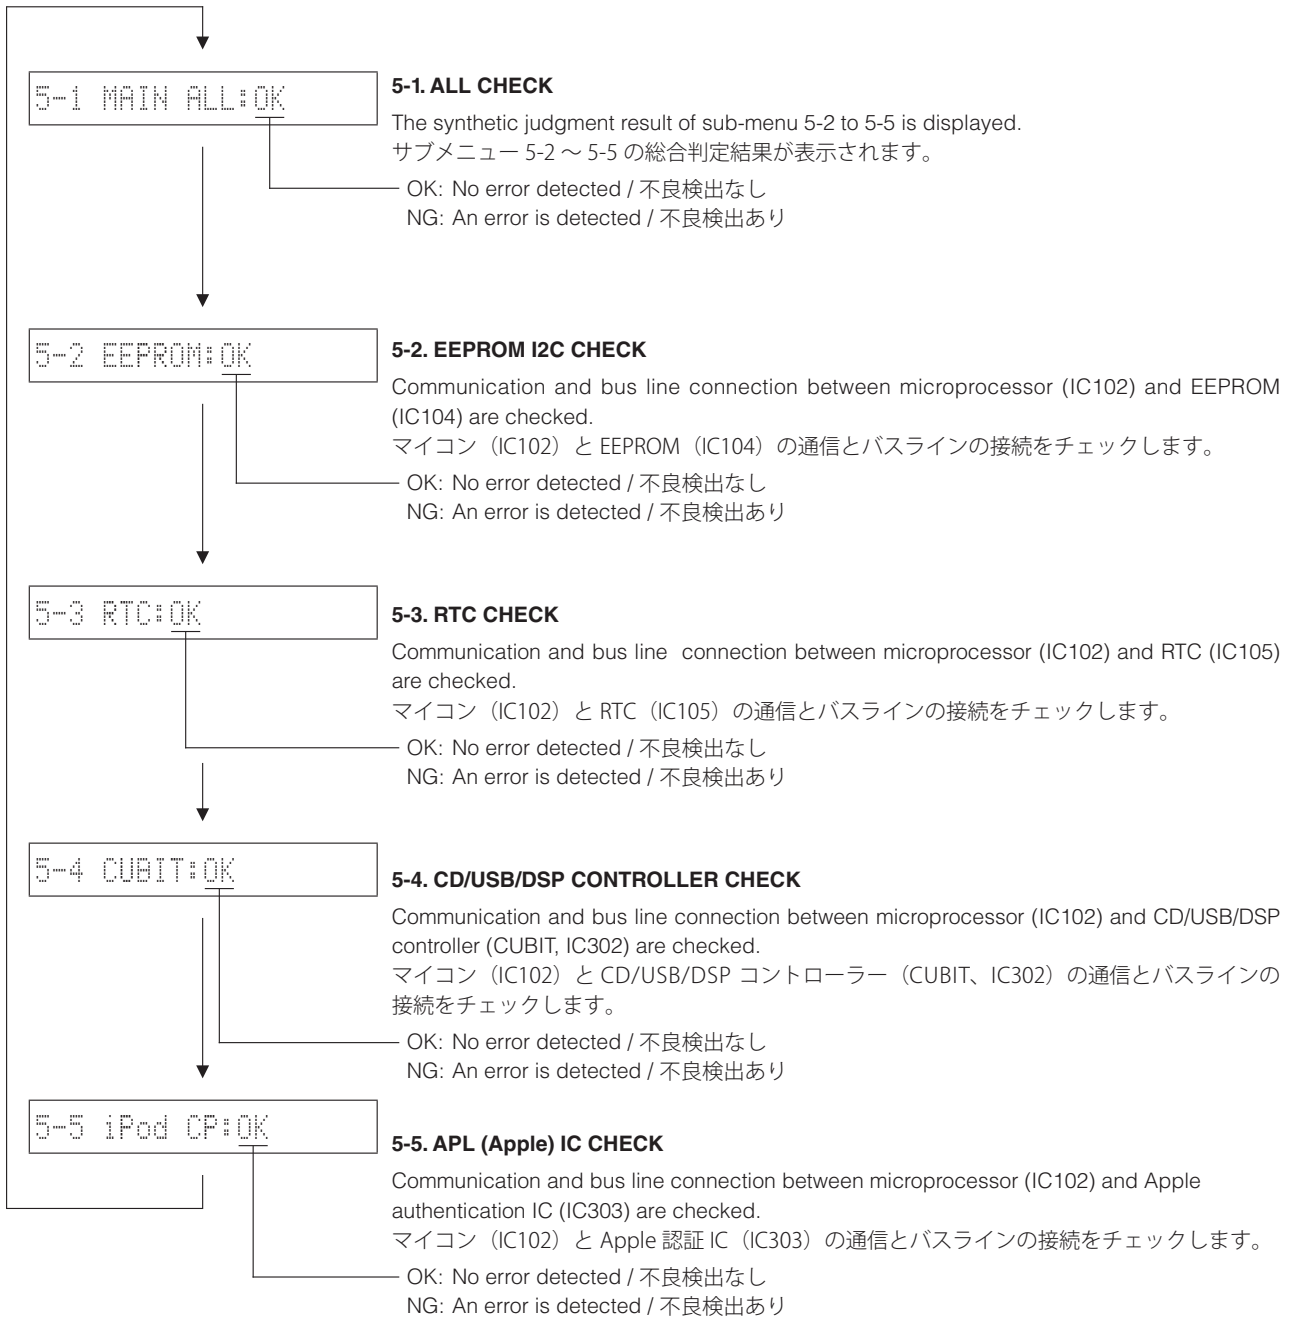 5-1 MAIN ALL:OK
5-1. ALL CHECK
The synthetic judgment result of sub-menu 5-2 to 5-5 is displayed.
サブメニュー 5-2 ～ 5-5 の総合判定結果が表示されます。
OK: No error detected / 不良検出なし
NG: An error is detected / 不良検出あり
5-2 EEPROM:OK
5-2. EEPROM I2C CHECK
Communication and bus line connection between microprocessor (IC102) and EEPROM
(IC104) are checked.
マイコン（IC102）と EEPROM（IC104）の通信とバスラインの接続をチェックします。
OK: No error detected / 不良検出なし
NG: An error is detected / 不良検出あり
5-3 RTC:OK
5-3. RTC CHECK
Communication and bus line connection between microprocessor (IC102) and RTC (IC105)
are checked.
マイコン（IC102）と RTC（IC105）の通信とバスラインの接続をチェックします。
OK: No error detected / 不良検出なし
NG: An error is detected / 不良検出あり
5-4 CUBIT:OK
5-4. CD/USB/DSP CONTROLLER CHECK
Communication and bus line connection between microprocessor (IC102) and CD/USB/DSP
controller (CUBIT, IC302) are checked.
マイコン（IC102）と CD/USB/DSP コントローラー（CUBIT、IC302）の通信とバスラインの
接続をチェックします。
OK: No error detected / 不良検出なし
NG: An error is detected / 不良検出あり
5-5 iPod CP:OK
5-5. APL (Apple) IC CHECK
Communication and bus line connection between microprocessor (IC102) and Apple
authentication IC (IC303) are checked.
マイコン（IC102）と Apple 認証 IC（IC303）の通信とバスラインの接続をチェックします。
OK: No error detected / 不良検出なし
NG: An error is detected / 不良検出あり